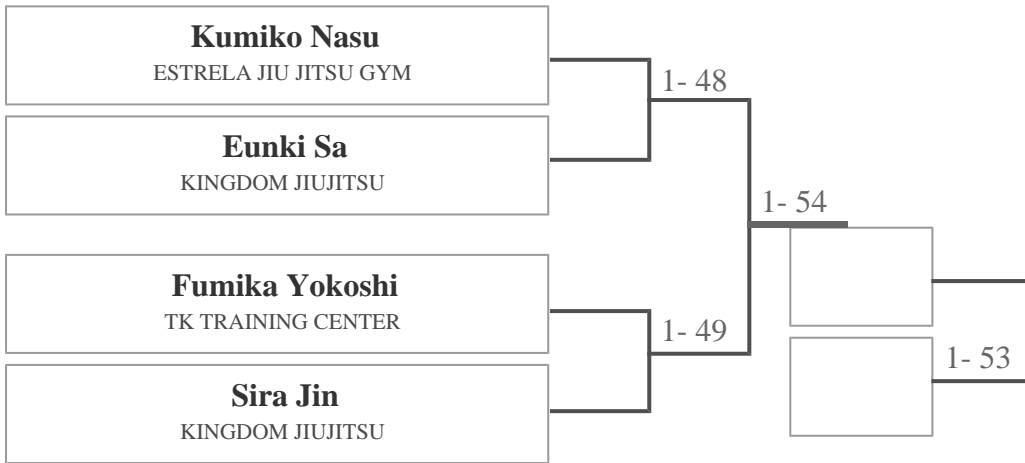 Kumiko Nasu
ESTRELA JIU JITSU GYM
1- 48
Eunki Sa
KINGDOM JIUJITSU
1- 54
Fumika Yokoshi
TK TRAINING CENTER
1- 49
1- 53
Sira Jin
KINGDOM JIUJITSU